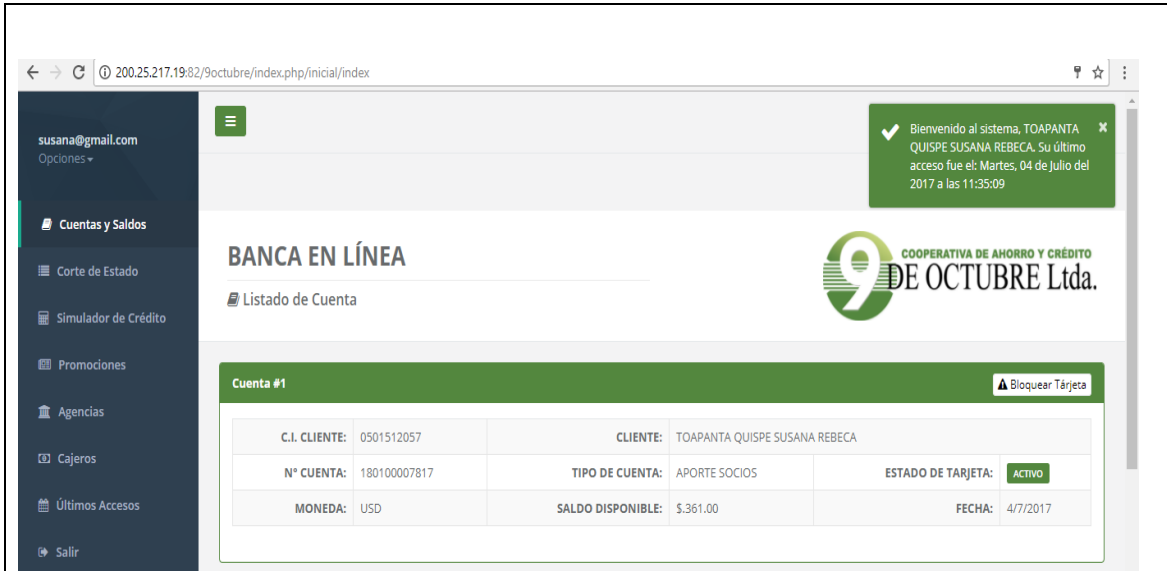 200.25.217.19:82/9octubre/index.php/inicial/index
susana@gmail.com
Opciones
Cuentas y Saldos
Corte de Estado
Simulador de Crédito
Promociones
Agencias
Cajeros
Últimos Accesos
Salir
Bienvenido al sistema, TOAPANTA
QUISPE SUSANA REBECA. Su último
acceso fue el: Martes, 04 de Julio del
2017 a las 11:35:09
BANCA EN LÍNEA
Listado de Cuenta
9
COOPERATIVA DE AHORRO Y CRÉDITO
DE OCTUBRE Ltda.
Cuenta #1 Bloquear Tárjeta
C.I. CLIENTE: 0501512057 CLIENTE: TOAPANTA QUISPE SUSANA REBECA
N° CUENTA: 180100007817 TIPO DE CUENTA: APORTE SOCIOS ESTADO DE TARJETA: ACTIVO
MONEDA: USD SALDO DISPONIBLE: $.361.00 FECHA: 4/7/2017